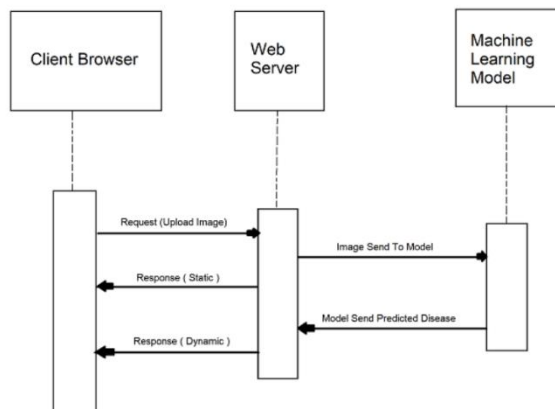 Client Browser
Web
Server
Machine
Learning
Model
Request (Upload Image)
Image Send To Model
Response ( Static )
Model Send Predicted Disease
Response ( Dynamic )